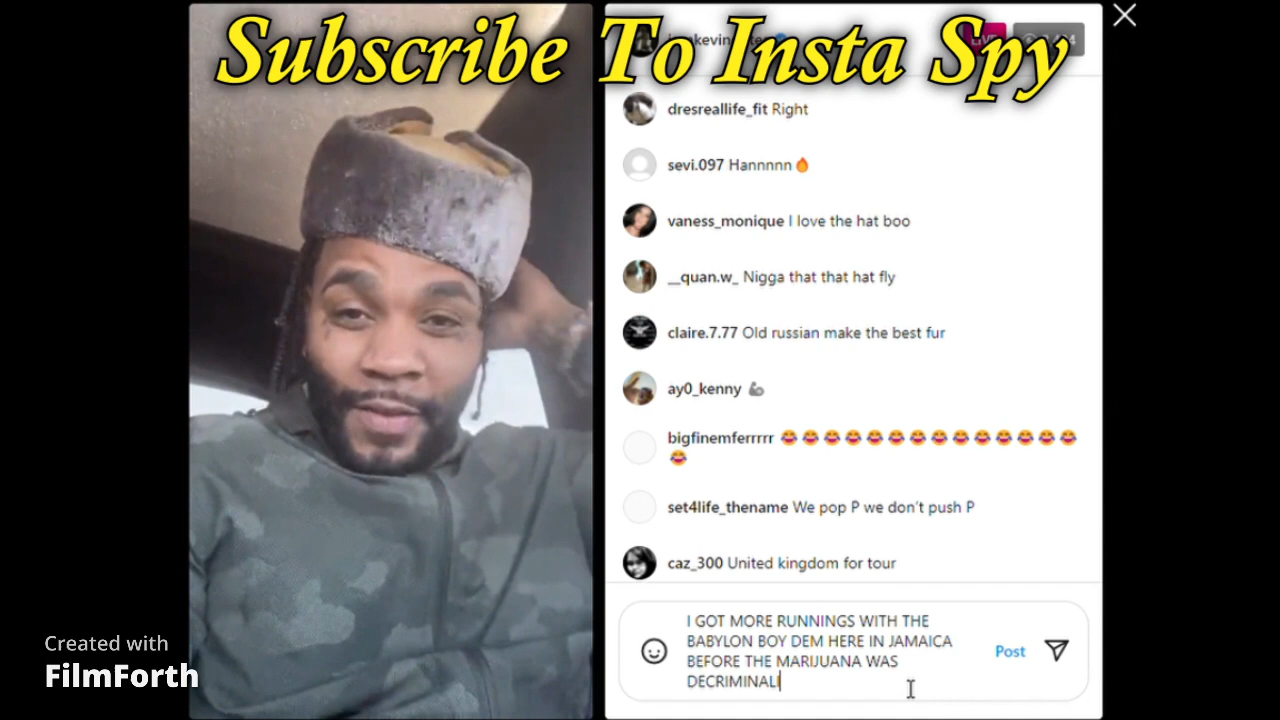 Subscribe To Insta Spy
LIVE
dresreallife_fit Right
sevi.097 Hannnnn🔥
vaness_monique I love the hat boo
__quan.w_ Nigga that that hat fly
claire.7.77 Old russian make the best fur
ay0_kenny 💪
bigfinemferrrrr 😂😂😂😂😂😂😂😂😂😂😂😂😂😂
😂
set4life_thename We pop P we don't push P
caz_300 United kingdom for tour
I GOT MORE RUNNINGS WITH THE
BABYLON BOY DEM HERE IN JAMAICA
BEFORE THE MARIJUANA WAS
DECRIMINALI
Post
Created with
FilmForth